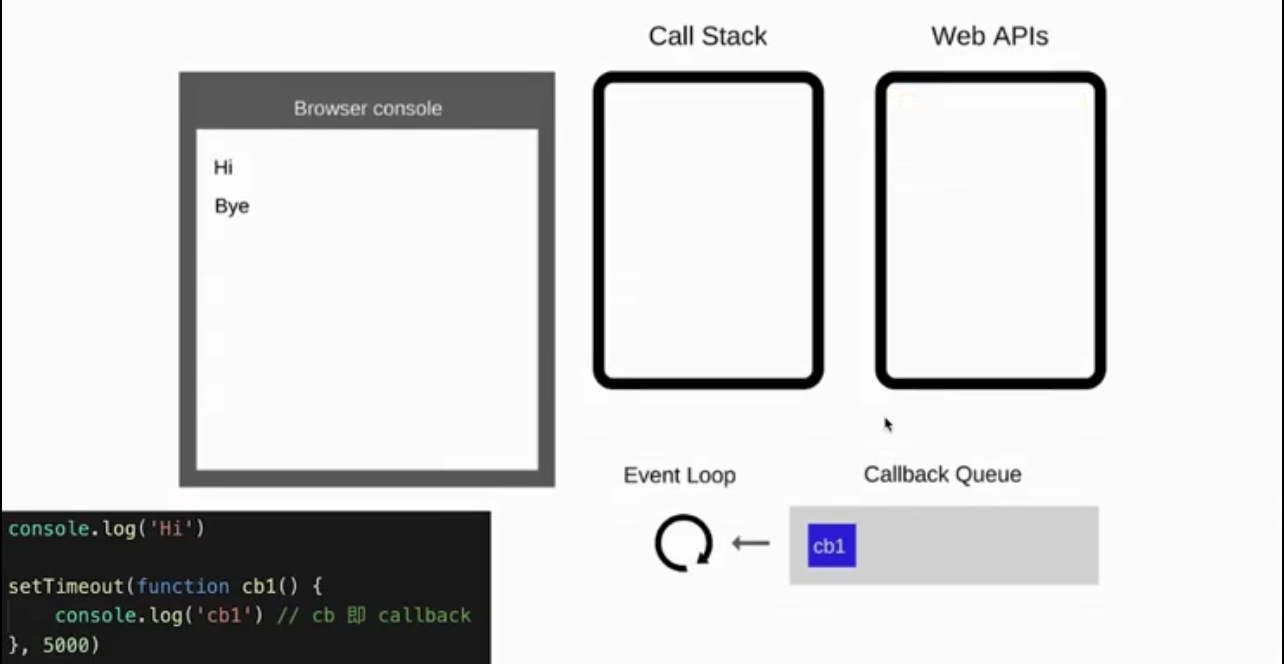 Call Stack
Web APIs
Browser console
Hi
Bye
Event Loop
Callback Queue
cb1
console.log('Hi')
setTimeout(function cb1() {
    console.log('cb1') // cb 即 callback
}, 5000)